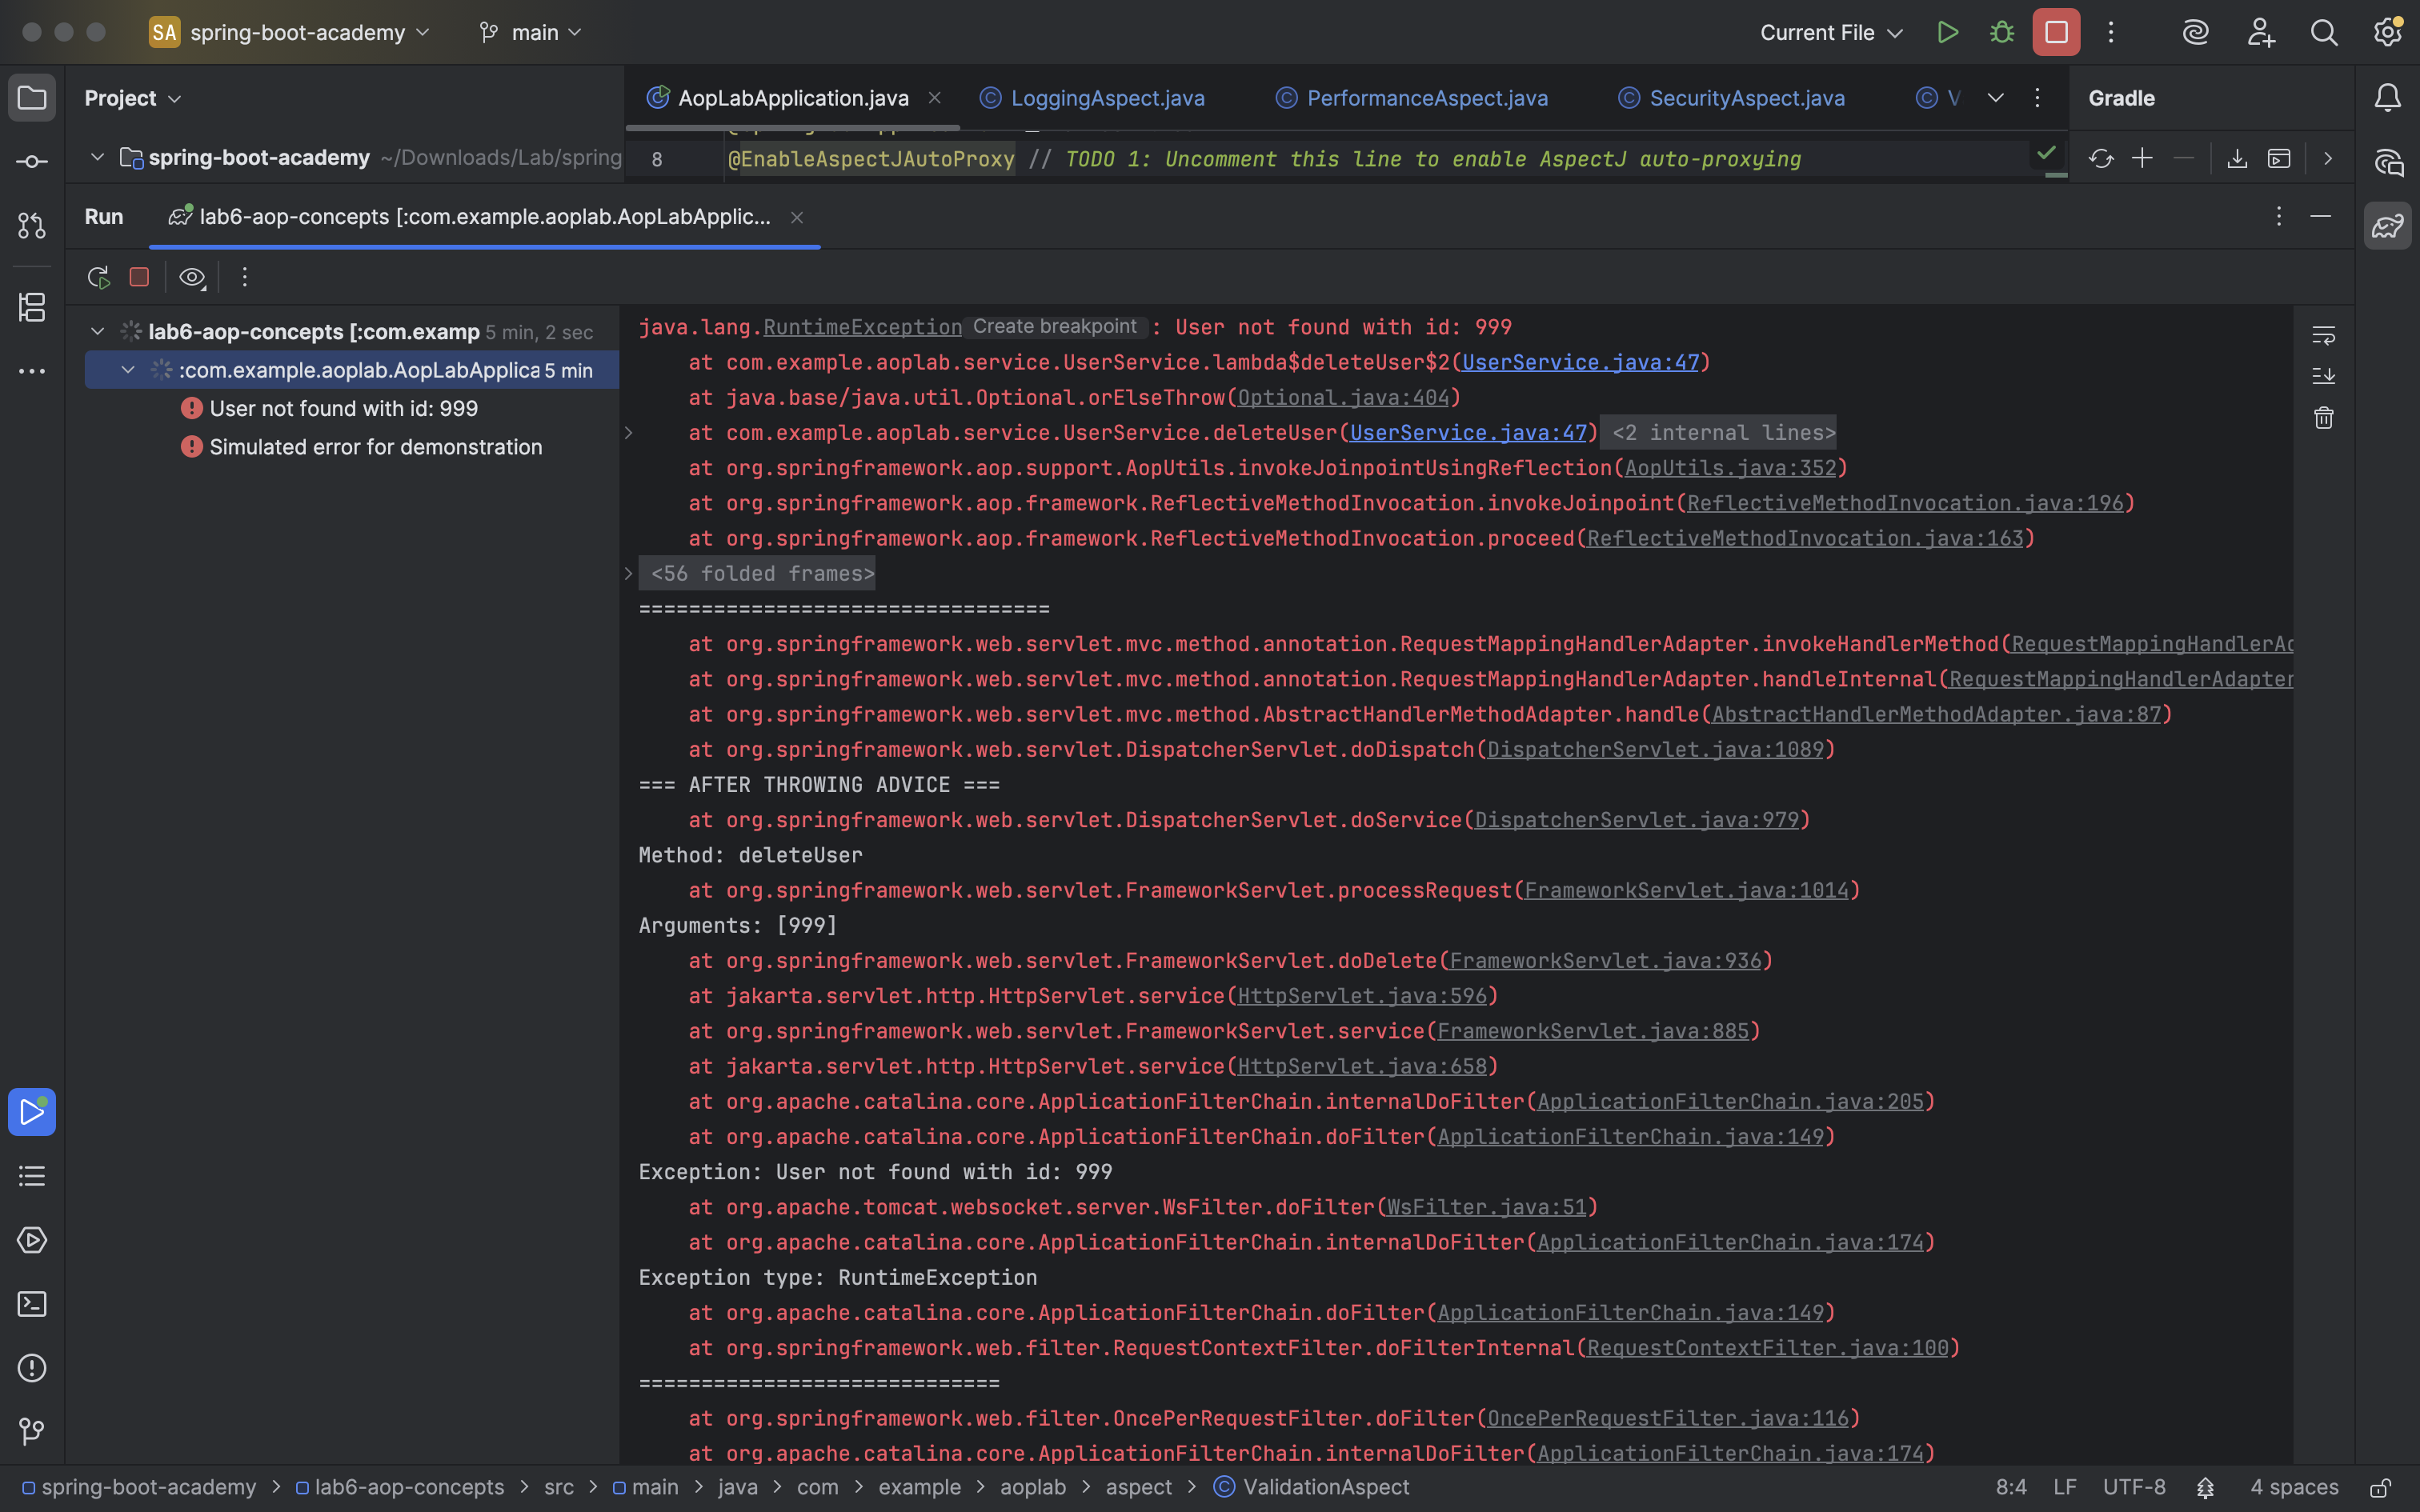 SA spring-boot-academy main Current File
Project
AopLabApplication.java LoggingAspect.java PerformanceAspect.java SecurityAspect.java V
Gradle
spring-boot-academy ~/Downloads/Lab/spring
8 @EnableAspectJAutoProxy // TODO 1: Uncomment this line to enable AspectJ auto-proxying
Run lab6-aop-concepts [:com.example.aoplab.AopLabApplic...
lab6-aop-concepts [:com.examp 5 min, 2 sec
:com.example.aoplab.AopLabApplica 5 min
User not found with id: 999
Simulated error for demonstration
java.lang.RuntimeException Create breakpoint : User not found with id: 999
at com.example.aoplab.service.UserService.lambda$deleteUser$2(UserService.java:47)
at java.base/java.util.Optional.orElseThrow(Optional.java:404)
at com.example.aoplab.service.UserService.deleteUser(UserService.java:47) <2 internal lines>
at org.springframework.aop.support.AopUtils.invokeJoinpointUsingReflection(AopUtils.java:352)
at org.springframework.aop.framework.ReflectiveMethodInvocation.invokeJoinpoint(ReflectiveMethodInvocation.java:196)
at org.springframework.aop.framework.ReflectiveMethodInvocation.proceed(ReflectiveMethodInvocation.java:163)
<56 folded frames>
=================================
at org.springframework.web.servlet.mvc.method.annotation.RequestMappingHandlerAdapter.invokeHandlerMethod(RequestMappingHandlerAd
at org.springframework.web.servlet.mvc.method.annotation.RequestMappingHandlerAdapter.handleInternal(RequestMappingHandlerAdapter
at org.springframework.web.servlet.mvc.method.AbstractHandlerMethodAdapter.handle(AbstractHandlerMethodAdapter.java:87)
at org.springframework.web.servlet.DispatcherServlet.doDispatch(DispatcherServlet.java:1089)
=== AFTER THROWING ADVICE ===
at org.springframework.web.servlet.DispatcherServlet.doService(DispatcherServlet.java:979)
Method: deleteUser
at org.springframework.web.servlet.FrameworkServlet.processRequest(FrameworkServlet.java:1014)
Arguments: [999]
at org.springframework.web.servlet.FrameworkServlet.doDelete(FrameworkServlet.java:936)
at jakarta.servlet.http.HttpServlet.service(HttpServlet.java:596)
at org.springframework.web.servlet.FrameworkServlet.service(FrameworkServlet.java:885)
at jakarta.servlet.http.HttpServlet.service(HttpServlet.java:658)
at org.apache.catalina.core.ApplicationFilterChain.internalDoFilter(ApplicationFilterChain.java:205)
at org.apache.catalina.core.ApplicationFilterChain.doFilter(ApplicationFilterChain.java:149)
Exception: User not found with id: 999
at org.apache.tomcat.websocket.server.WsFilter.doFilter(WsFilter.java:51)
at org.apache.catalina.core.ApplicationFilterChain.internalDoFilter(ApplicationFilterChain.java:174)
Exception type: RuntimeException
at org.apache.catalina.core.ApplicationFilterChain.doFilter(ApplicationFilterChain.java:149)
at org.springframework.web.filter.RequestContextFilter.doFilterInternal(RequestContextFilter.java:100)
=============================
at org.springframework.web.filter.OncePerRequestFilter.doFilter(OncePerRequestFilter.java:116)
at org.apache.catalina.core.ApplicationFilterChain.internalDoFilter(ApplicationFilterChain.java:174)
spring-boot-academy > lab6-aop-concepts > src > main > java > com > example > aoplab > aspect > ValidationAspect 8:4 LF UTF-8 4 spaces